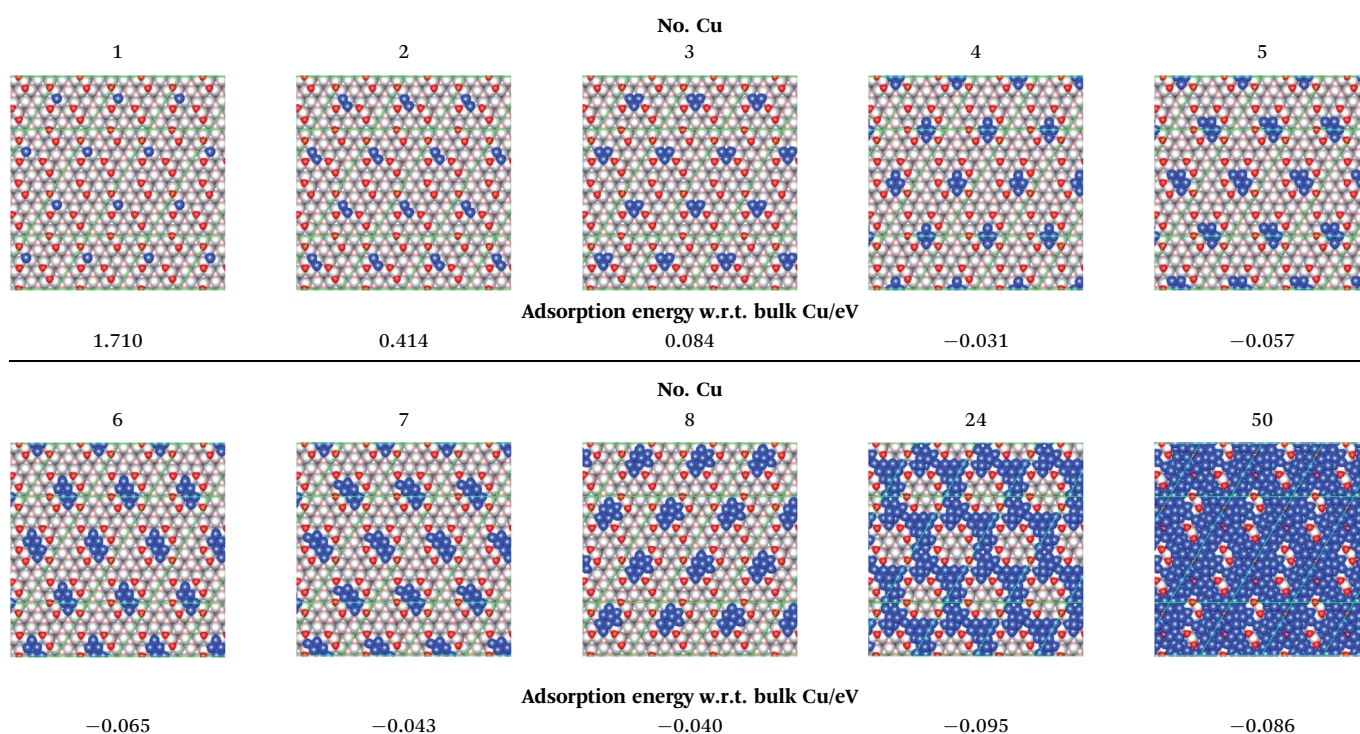 No. Cu
1 2 3 4 5
Adsorption energy w.r.t. bulk Cu/eV
1.710 0.414 0.084 −0.031 −0.057
No. Cu
6 7 8 24 50
Adsorption energy w.r.t. bulk Cu/eV
−0.065 −0.043 −0.040 −0.095 −0.086